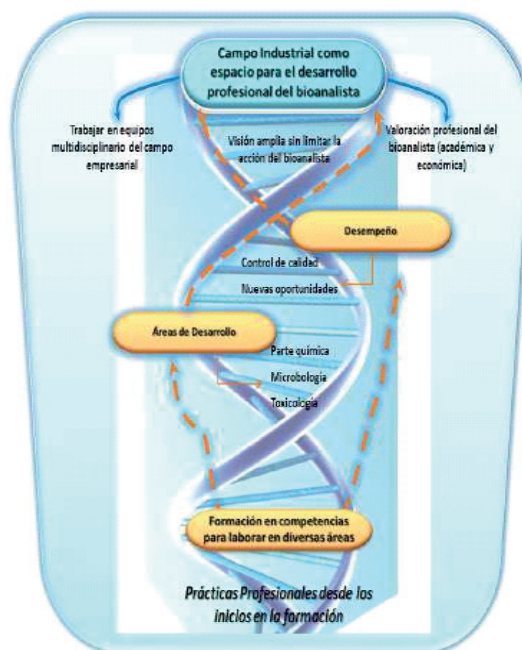 Campo Industrial como
espacio para el desarrollo
profesional del bioanalista
Trabajar en equipos
multidisciplinario del campo
empresarial
Visión amplia sin limitar la
acción del bioanalista
Valoración profesional del
bioanalista (académica y
económica)
Desempeño
Control de calidad
Nuevas oportunidades
Áreas de Desarrollo
Parte química
Microbología
Toxicología
Formación en competencias
para laborar en diversas áreas
Prácticas Profesionales desde los
inicios en la formación